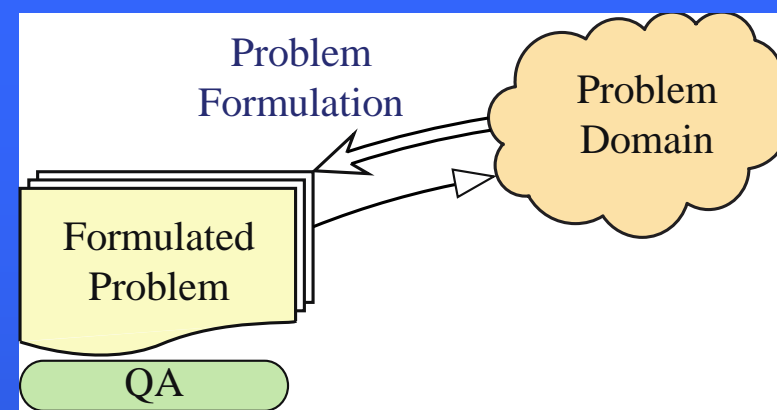 Problem
Formulation
Problem
Domain
Formulated
Problem
QA